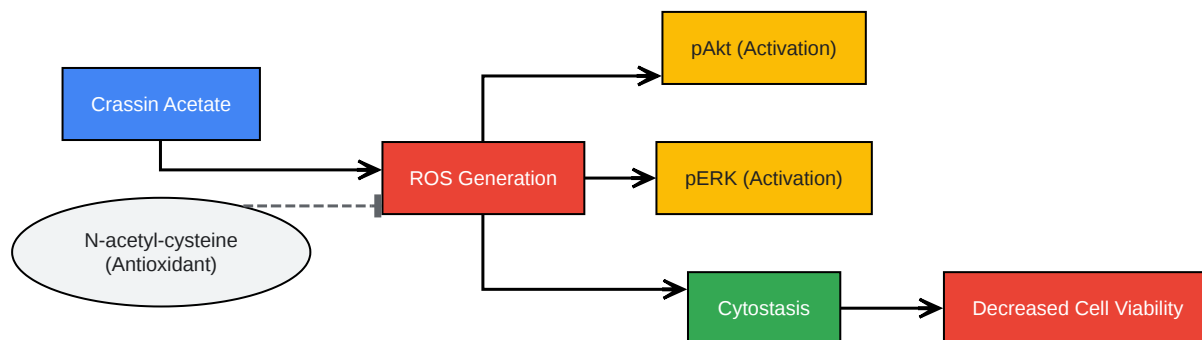 pAkt (Activation)
Crassin Acetate
ROS Generation
pERK (Activation)
N-acetyl-cysteine
(Antioxidant)
Cytostasis
Decreased Cell Viability